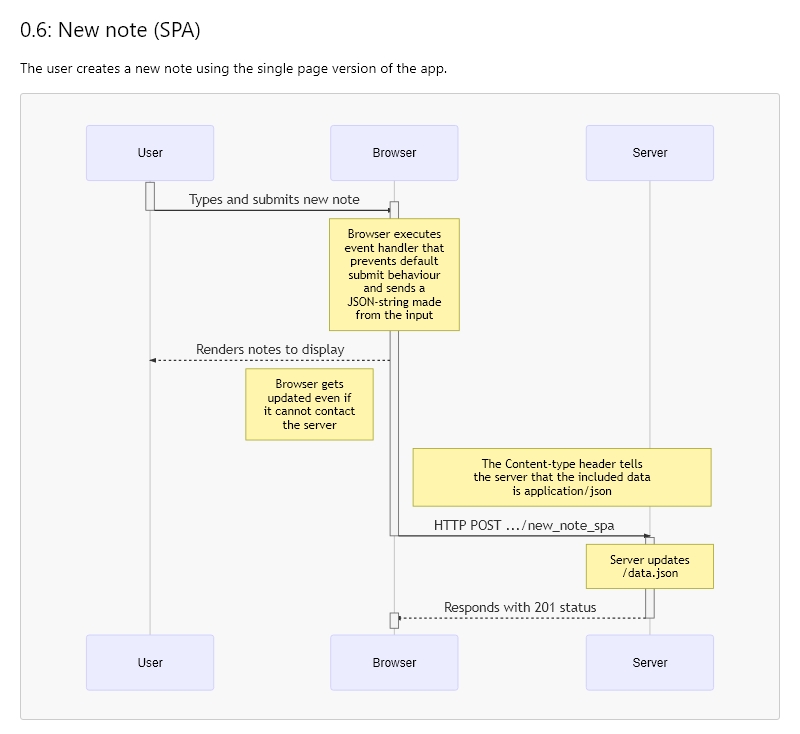 0.6: New note (SPA)
The user creates a new note using the single page version of the app.
User
Browser
Server
Types and submits new note
Browser executes
event handler that
prevents default
submit behaviour
and sends a
JSON-string made
from the input
Renders notes to display
Browser gets
updated even if
it cannot contact
the server
The Content-type header tells
the server that the included data
is application/json
HTTP POST .../new_note_spa
Server updates
/data.json
Responds with 201 status
User
Browser
Server